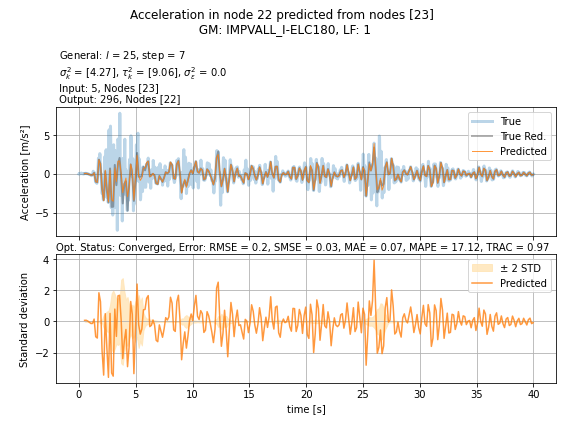 Acceleration in node 22 predicted from nodes [23]
GM: IMPVALL_I-ELC180, LF: 1
General: l = 25, step = 7
σ²ₖ = [4.27], τ²ₖ = [9.06], σ²ε = 0.0
Input: 5, Nodes [23]
Output: 296, Nodes [22]
Acceleration [m/s²]
5
0
−5
True
True Red.
Predicted
Opt. Status: Converged, Error: RMSE = 0.2, SMSE = 0.03, MAE = 0.07, MAPE = 17.12, TRAC = 0.97
Standard deviation
4
2
0
−2
± 2 STD
Predicted
0 5 10 15 20 25 30 35 40
time [s]